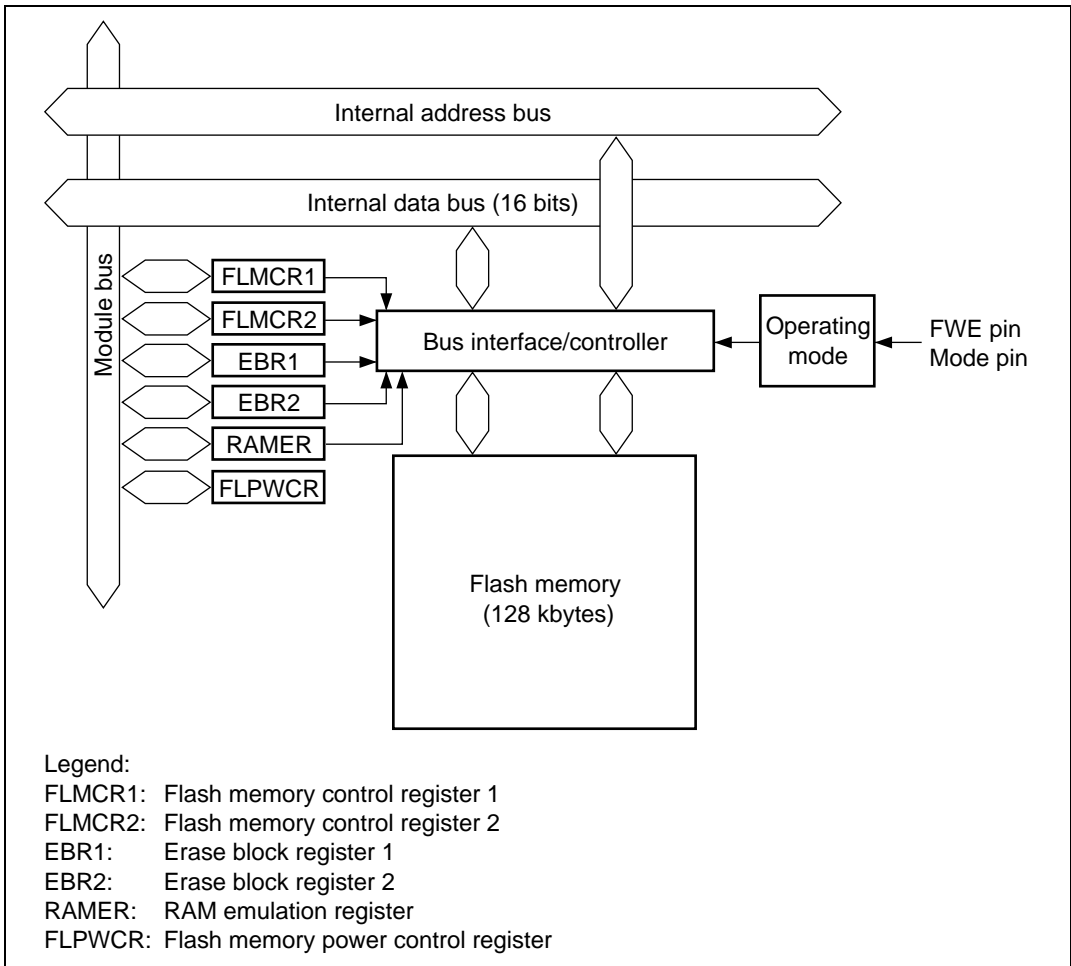 Internal address bus
Internal data bus (16 bits)
Module bus
FLMCR1
FLMCR2
EBR1
EBR2
RAMER
FLPWCR
Bus interface/controller
Operating
mode
FWE pin
Mode pin
Flash memory
(128 kbytes)
Legend:
FLMCR1: Flash memory control register 1
FLMCR2: Flash memory control register 2
EBR1: Erase block register 1
EBR2: Erase block register 2
RAMER: RAM emulation register
FLPWCR: Flash memory power control register